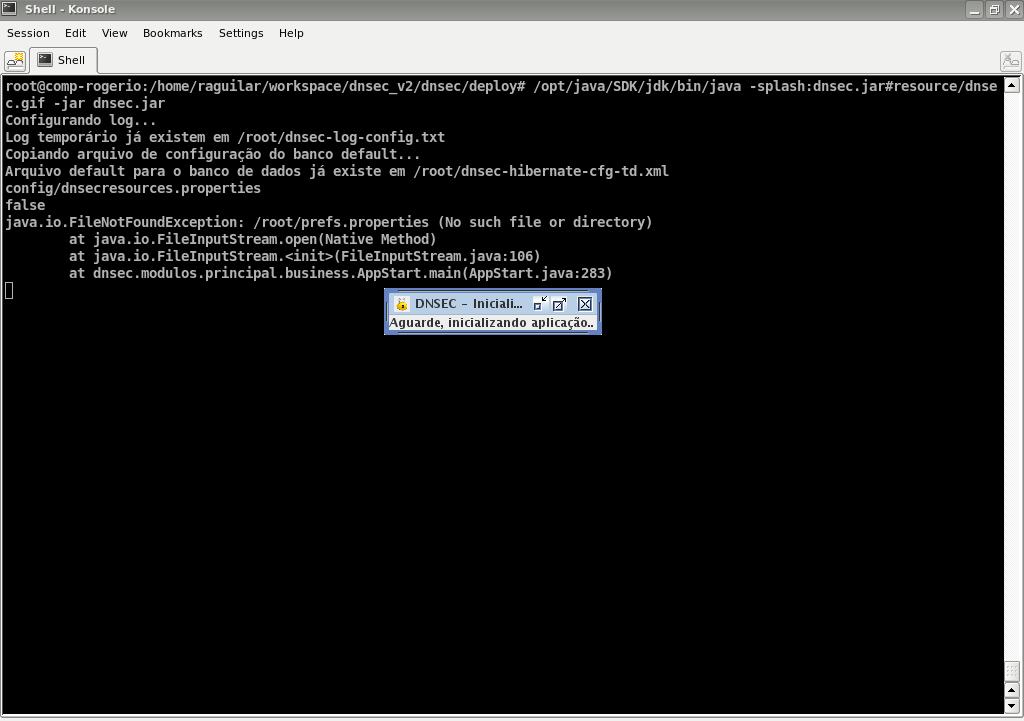 Shell - Konsole
Session Edit View Bookmarks Settings Help
Shell
root@comp-rogerio:/home/raguilar/workspace/dnsec_v2/dnsec/deploy# /opt/java/SDK/jdk/bin/java -splash:dnsec.jar#resource/dnse
c.gif -jar dnsec.jar
Configurando log...
Log temporário já existem em /root/dnsec-log-config.txt
Copiando arquivo de configuração do banco default...
Arquivo default para o banco de dados já existe em /root/dnsec-hibernate-cfg-td.xml
config/dnsecresources.properties
false
java.io.FileNotFoundException: /root/prefs.properties (No such file or directory)
at java.io.FileInputStream.open(Native Method)
at java.io.FileInputStream.<init>(FileInputStream.java:106)
at dnsec.modulos.principal.business.AppStart.main(AppStart.java:283)
DNSEC - Iniciali...
Aguarde, inicializando aplicação..